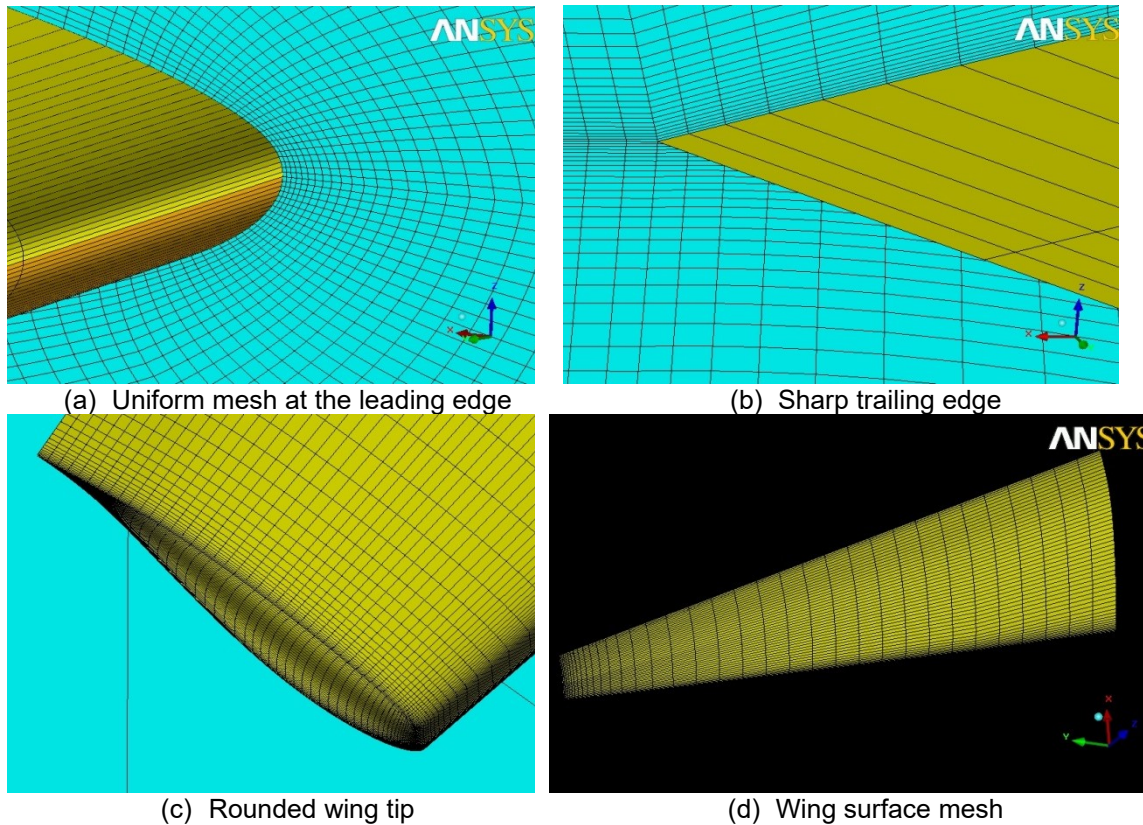 ANSYS
ANSYS
X
Z
X
Z
(a) Uniform mesh at the leading edge
(b) Sharp trailing edge
ANSYS
X
Y
Z
(c) Rounded wing tip
(d) Wing surface mesh